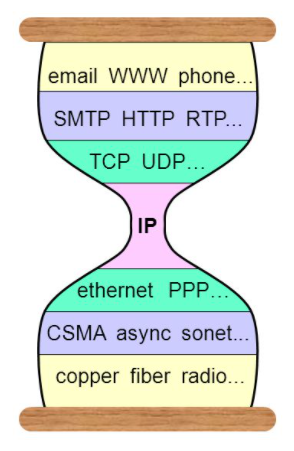 email WWW phone...
SMTP HTTP RTP...
TCP UDP...
IP
ethernet PPP...
CSMA async sonet...
copper fiber radio...